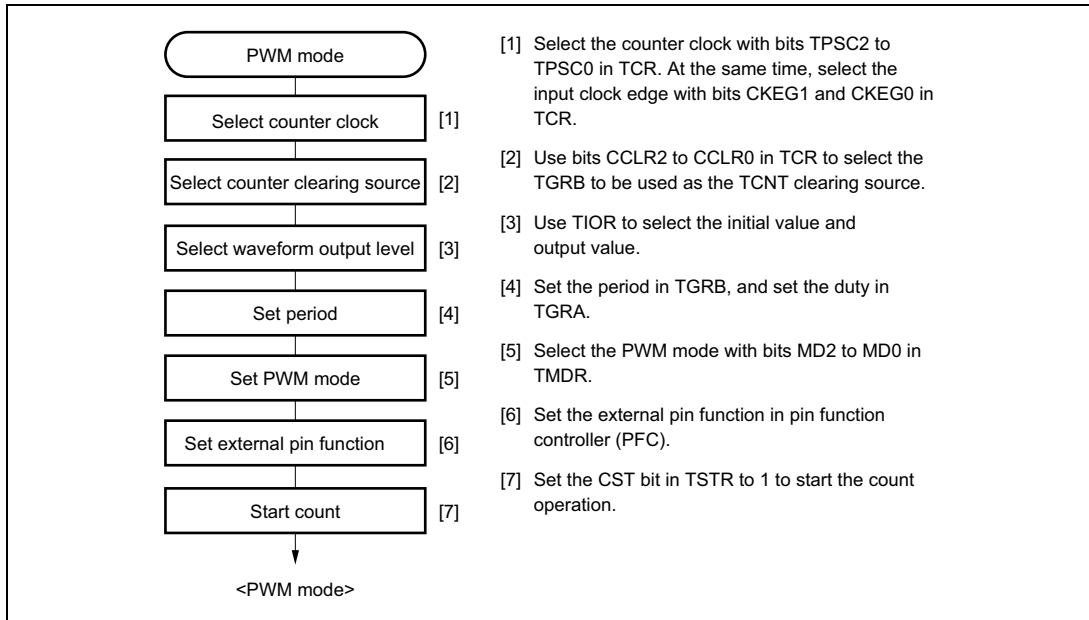 PWM mode
Select counter clock [1]
Select counter clearing source [2]
Select waveform output level [3]
Set period [4]
Set PWM mode [5]
Set external pin function [6]
Start count [7]
<PWM mode>
[1] Select the counter clock with bits TPSC2 to
TPSC0 in TCR. At the same time, select the
input clock edge with bits CKEG1 and CKEG0 in
TCR.
[2] Use bits CCLR2 to CCLR0 in TCR to select the
TGRB to be used as the TCNT clearing source.
[3] Use TIOR to select the initial value and
output value.
[4] Set the period in TGRB, and set the duty in
TGRA.
[5] Select the PWM mode with bits MD2 to MD0 in
TMDR.
[6] Set the external pin function in pin function
controller (PFC).
[7] Set the CST bit in TSTR to 1 to start the count
operation.